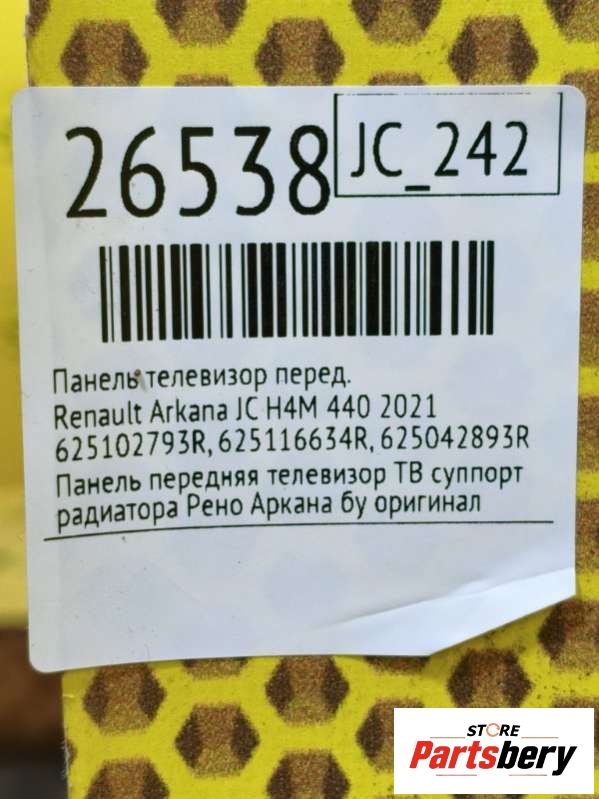 26538
JC_242
Панель телевизор перед.
Renault Arkana JC H4M 440 2021
625102793R, 625116634R, 625042893R
Панель передняя телевизор ТВ суппорт
радиатора Рено Аркана бу оригинал
STORE
Partsbery